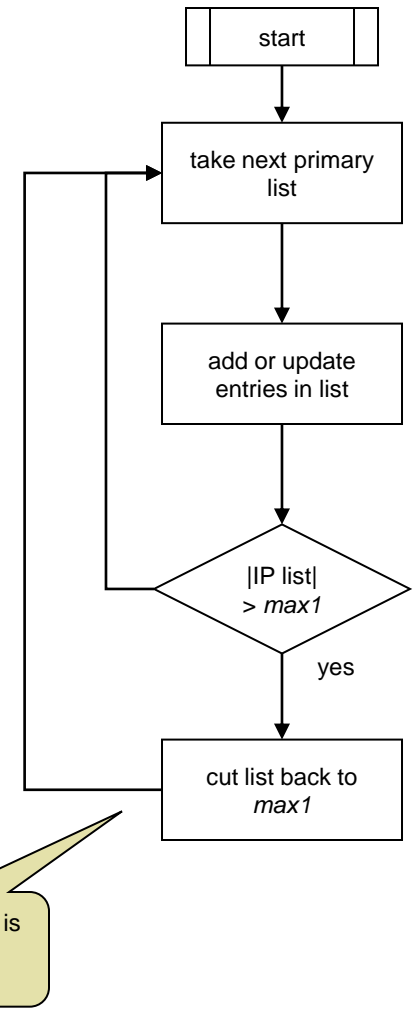 start
take next primary
list
add or update
entries in list
|IP list|
> max1
yes
cut list back to
max1
is